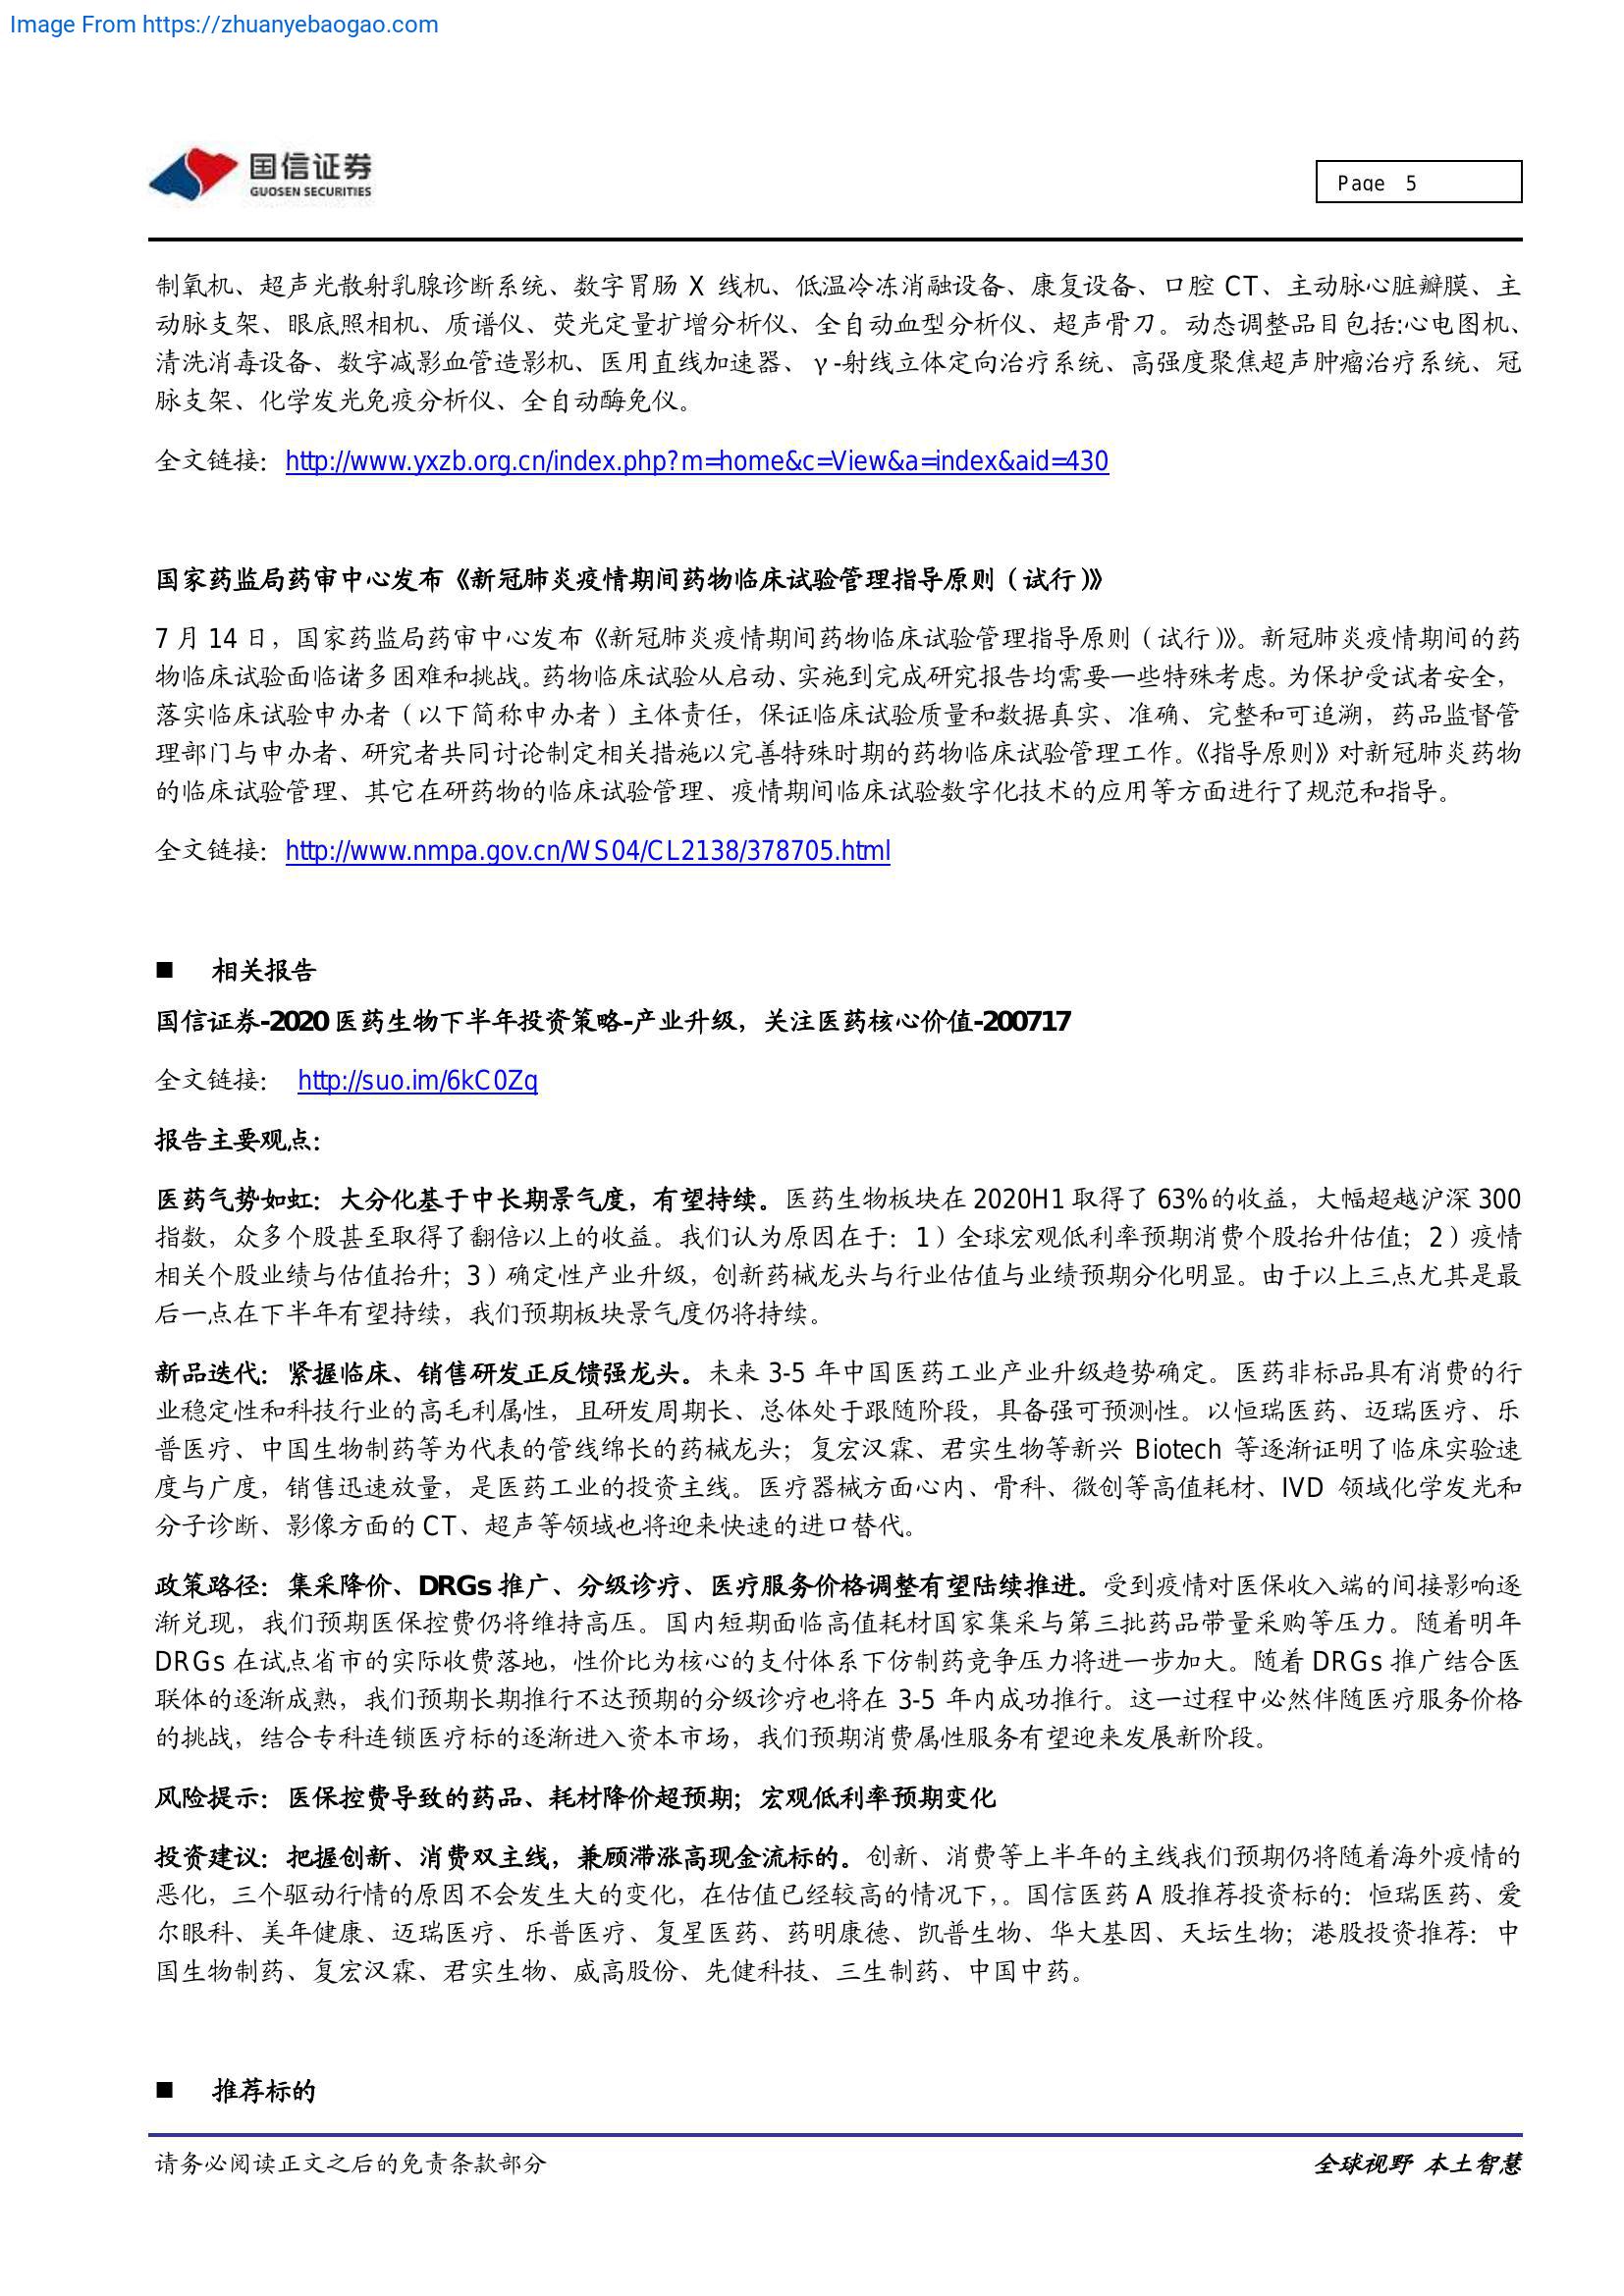 Image From https://zhuanyebaogao.com
国信证券
GUOSEN SECURITIES
Page 5
制氧机、超声光散射乳腺诊断系统、数字胃肠 X 线机、低温冷冻消融设备、康复设备、口腔 CT、主动脉心脏瓣膜、主
动脉支架、眼底照相机、质谱仪、荧光定量扩增分析仪、全自动血型分析仪、超声骨刀。动态调整品目包括:心电图机、
清洗消毒设备、数字减影血管造影机、医用直线加速器、γ-射线立体定向治疗系统、高强度聚焦超声肿瘤治疗系统、冠
脉支架、化学发光免疫分析仪、全自动酶免仪。
全文链接：http://www.yxzb.org.cn/index.php?m=home&c=View&a=index&aid=430
国家药监局药审中心发布《新冠肺炎疫情期间药物临床试验管理指导原则（试行）》
7 月 14 日，国家药监局药审中心发布《新冠肺炎疫情期间药物临床试验管理指导原则（试行）》。新冠肺炎疫情期间的药
物临床试验面临诸多困难和挑战。药物临床试验从启动、实施到完成研究报告均需要一些特殊考虑。为保护受试者安全，
落实临床试验申办者（以下简称申办者）主体责任，保证临床试验质量和数据真实、准确、完整和可追溯，药品监督管
理部门与申办者、研究者共同讨论制定相关措施以完善特殊时期的药物临床试验管理工作。《指导原则》对新冠肺炎药物
的临床试验管理、其它在研药物的临床试验管理、疫情期间临床试验数字化技术的应用等方面进行了规范和指导。
全文链接：http://www.nmpa.gov.cn/WS04/CL2138/378705.html
■ 相关报告
国信证券-2020 医药生物下半年投资策略-产业升级，关注医药核心价值-200717
全文链接： http://suo.im/6kC0Zq
报告主要观点：
医药气势如虹：大分化基于中长期景气度，有望持续。医药生物板块在 2020H1 取得了 63%的收益，大幅超越沪深 300
指数，众多个股甚至取得了翻倍以上的收益。我们认为原因在于：1）全球宏观低利率预期消费个股抬升估值；2）疫情
相关个股业绩与估值抬升；3）确定性产业升级，创新药械龙头与行业估值与业绩预期分化明显。由于以上三点尤其是最
后一点在下半年有望持续，我们预期板块景气度仍将持续。
新品迭代：紧握临床、销售研发正反馈强龙头。未来 3-5 年中国医药工业产业升级趋势确定。医药非标品具有消费的行
业稳定性和科技行业的高毛利属性，且研发周期长、总体处于跟随阶段，具备强可预测性。以恒瑞医药、迈瑞医疗、乐
普医疗、中国生物制药等为代表的管线绵长的药械龙头；复宏汉霖、君实生物等新兴 Biotech 等逐渐证明了临床实验速
度与广度，销售迅速放量，是医药工业的投资主线。医疗器械方面心内、骨科、微创等高值耗材、IVD 领域化学发光和
分子诊断、影像方面的 CT、超声等领域也将迎来快速的进口替代。
政策路径：集采降价、DRGs 推广、分级诊疗、医疗服务价格调整有望陆续推进。受到疫情对医保收入端的间接影响逐
渐兑现，我们预期医保控费仍将维持高压。国内短期面临高值耗材国家集采与第三批药品带量采购等压力。随着明年
DRGs 在试点省市的实际收费落地，性价比为核心的支付体系下仿制药竞争压力将进一步加大。随着 DRGs 推广结合医
联体的逐渐成熟，我们预期长期推行不达预期的分级诊疗也将在 3-5 年内成功推行。这一过程中必然伴随医疗服务价格
的挑战，结合专科连锁医疗标的逐渐进入资本市场，我们预期消费属性服务有望迎来发展新阶段。
风险提示：医保控费导致的药品、耗材降价超预期；宏观低利率预期变化
投资建议：把握创新、消费双主线，兼顾滞涨高现金流标的。创新、消费等上半年的主线我们预期仍将随着海外疫情的
恶化，三个驱动行情的原因不会发生大的变化，在估值已经较高的情况下，。国信医药 A 股推荐投资标的：恒瑞医药、爱
尔眼科、美年健康、迈瑞医疗、乐普医疗、复星医药、药明康德、凯普生物、华大基因、天坛生物；港股投资推荐：中
国生物制药、复宏汉霖、君实生物、威高股份、先健科技、三生制药、中国中药。
■ 推荐标的
请务必阅读正文之后的免责条款部分
全球视野 本土智慧